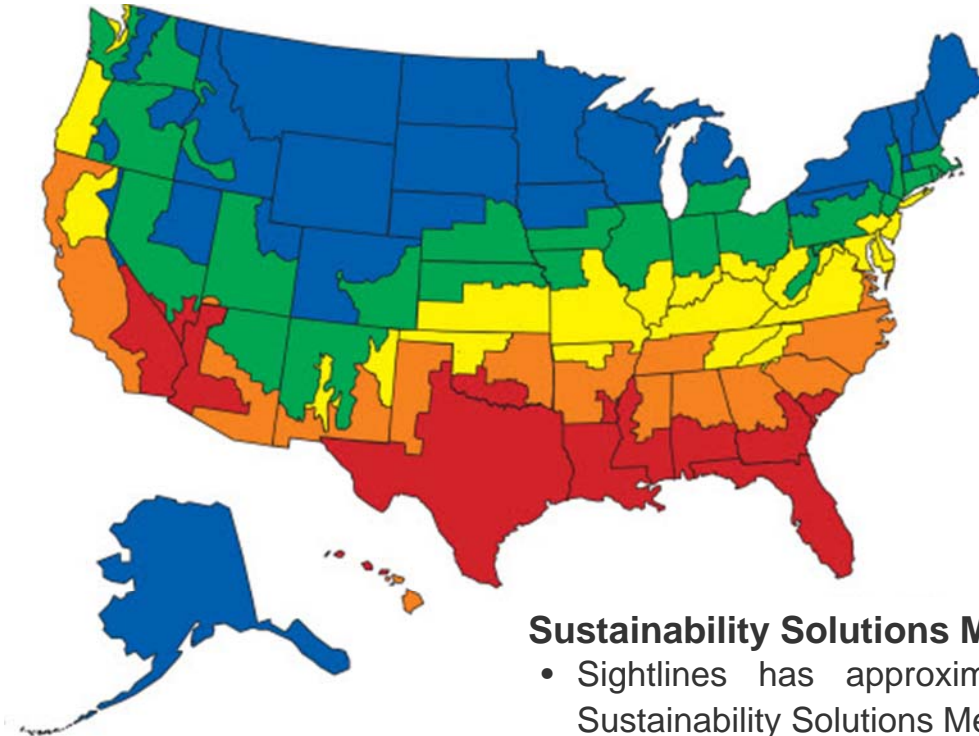 Sustainability Solutions M
• Sightlines has approxim
Sustainability Solutions Me